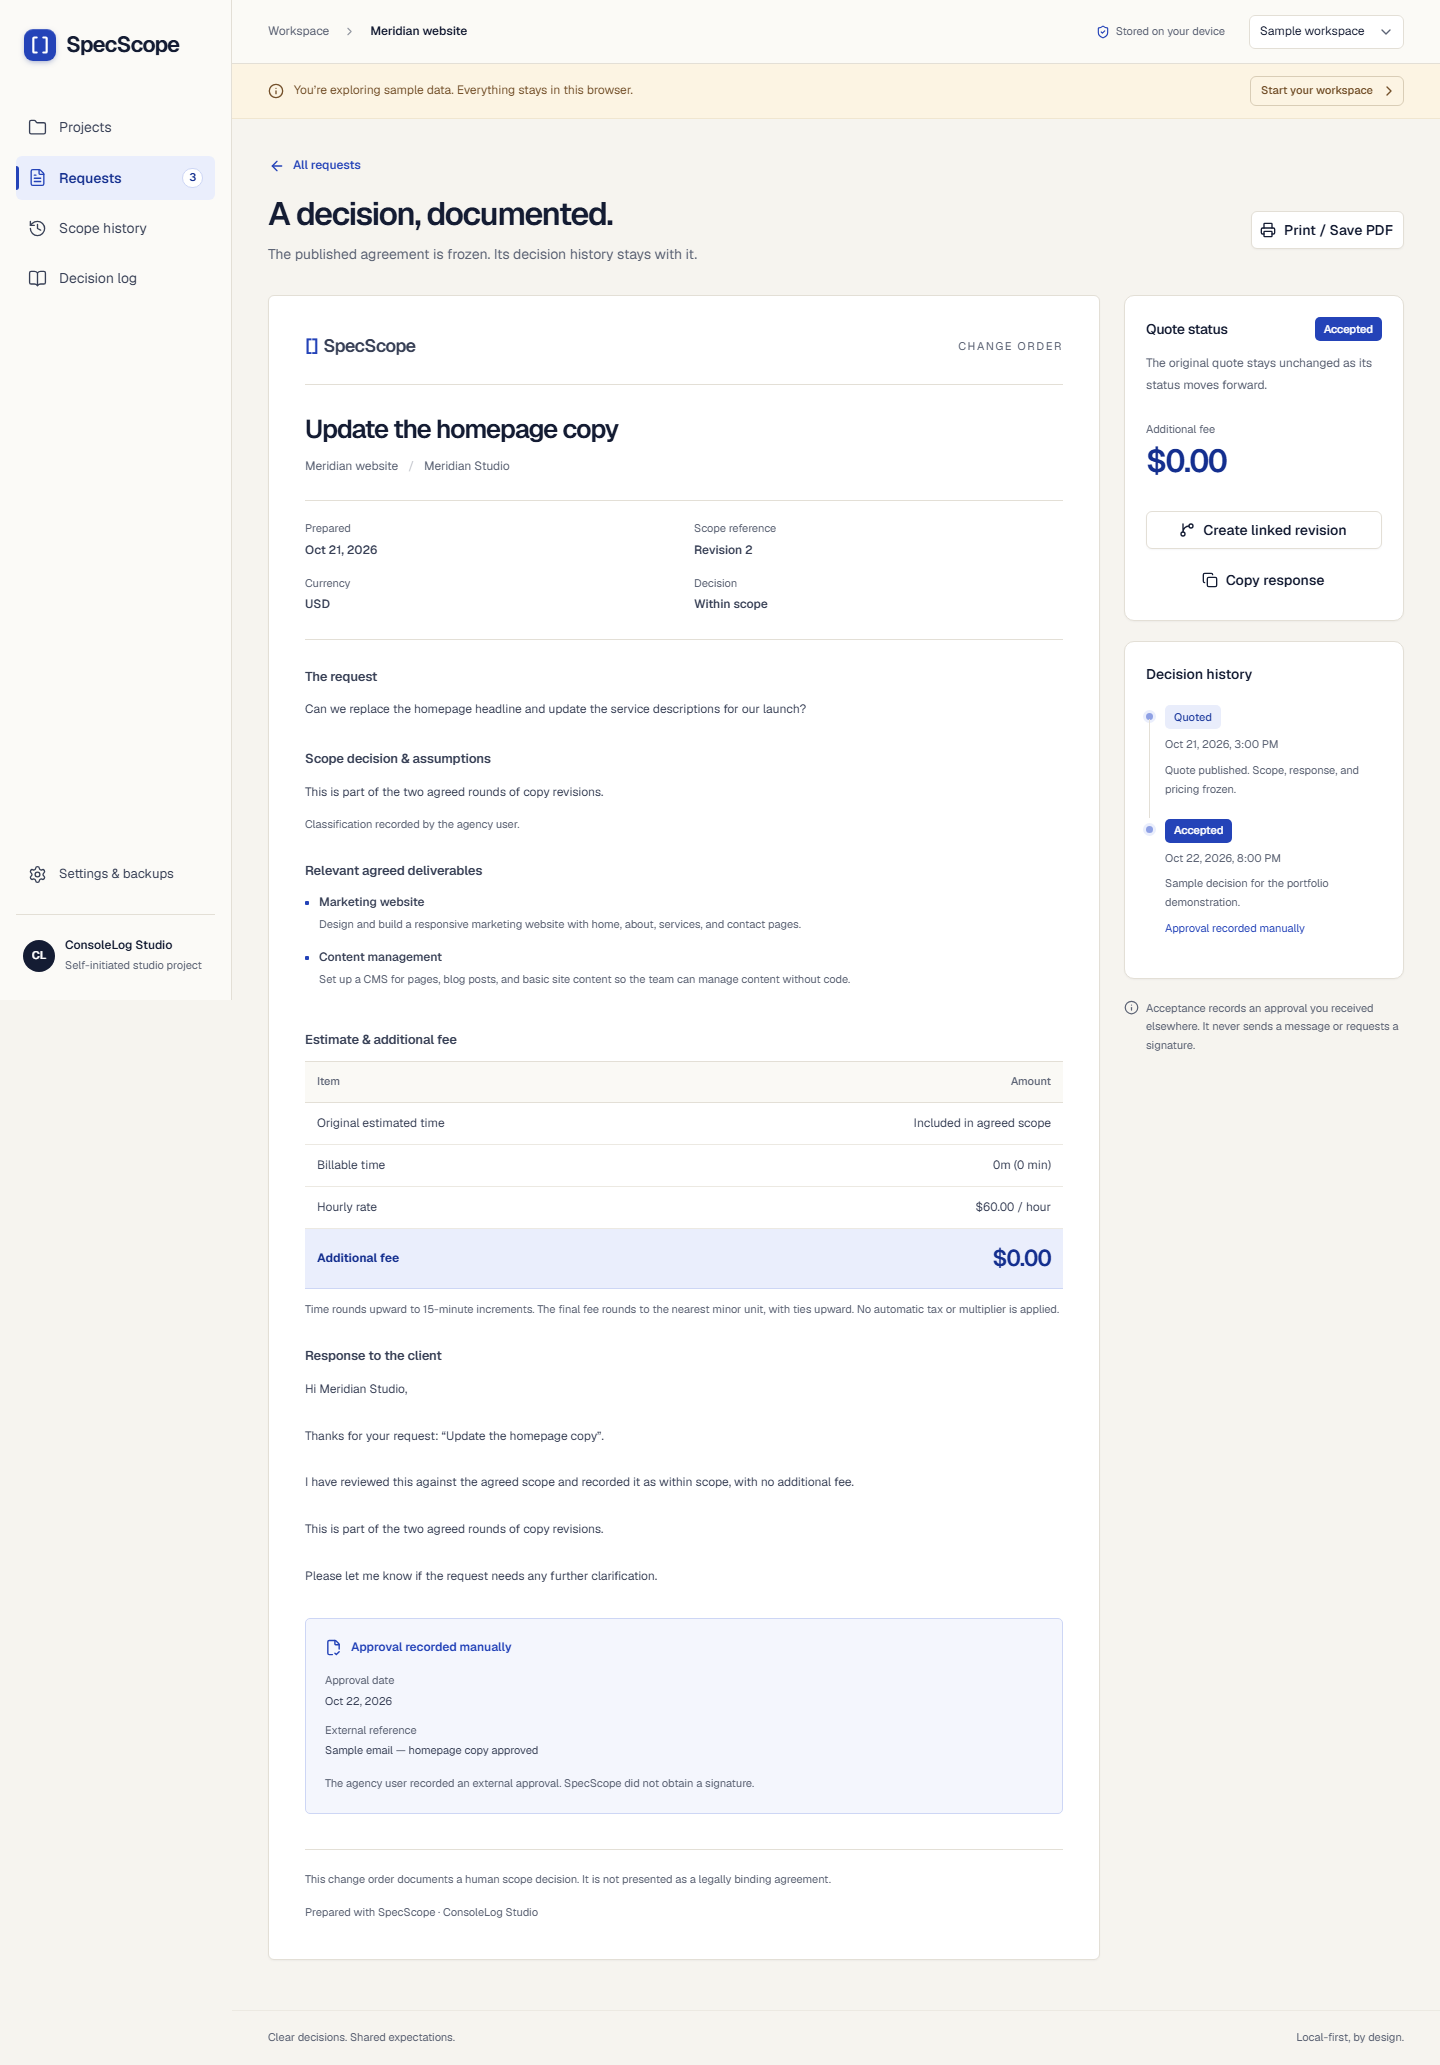 SpecScope
Projects
Requests 3
Scope history
Decision log
Settings & backups
CL
ConsoleLog Studio
Self-initiated studio project
Workspace > Meridian website
Stored on your device
Sample workspace
You're exploring sample data. Everything stays in this browser.
Start your workspace
All requests
A decision, documented.
The published agreement is frozen. Its decision history stays with it.
Print / Save PDF
SpecScope
CHANGE ORDER
Update the homepage copy
Meridian website / Meridian Studio
Prepared
Oct 21, 2026
Scope reference
Revision 2
Currency
USD
Decision
Within scope
The request
Can we replace the homepage headline and update the service descriptions for our launch?
Scope decision & assumptions
This is part of the two agreed rounds of copy revisions.
Classification recorded by the agency user.
Relevant agreed deliverables
Marketing website
Design and build a responsive marketing website with home, about, services, and contact pages.
Content management
Set up a CMS for pages, blog posts, and basic site content so the team can manage content without code.
Estimate & additional fee
Item Amount
Original estimated time Included in agreed scope
Billable time 0m (0 min)
Hourly rate $60.00 / hour
Additional fee $0.00
Time rounds upward to 15-minute increments. The final fee rounds to the nearest minor unit, with ties upward. No automatic tax or multiplier is applied.
Response to the client
Hi Meridian Studio,
Thanks for your request: “Update the homepage copy”.
I have reviewed this against the agreed scope and recorded it as within scope, with no additional fee.
This is part of the two agreed rounds of copy revisions.
Please let me know if the request needs any further clarification.
Approval recorded manually
Approval date
Oct 22, 2026
External reference
Sample email — homepage copy approved
The agency user recorded an external approval. SpecScope did not obtain a signature.
This change order documents a human scope decision. It is not presented as a legally binding agreement.
Prepared with SpecScope · ConsoleLog Studio
Quote status
Accepted
The original quote stays unchanged as its
status moves forward.
Additional fee
$0.00
Create linked revision
Copy response
Decision history
Quoted
Oct 21, 2026, 3:00 PM
Quote published. Scope, response, and
pricing frozen.
Accepted
Oct 22, 2026, 8:00 PM
Sample decision for the portfolio
demonstration.
Approval recorded manually
Acceptance records an approval you received
elsewhere. It never sends a message or requests a
signature.
Clear decisions. Shared expectations.
Local-first, by design.